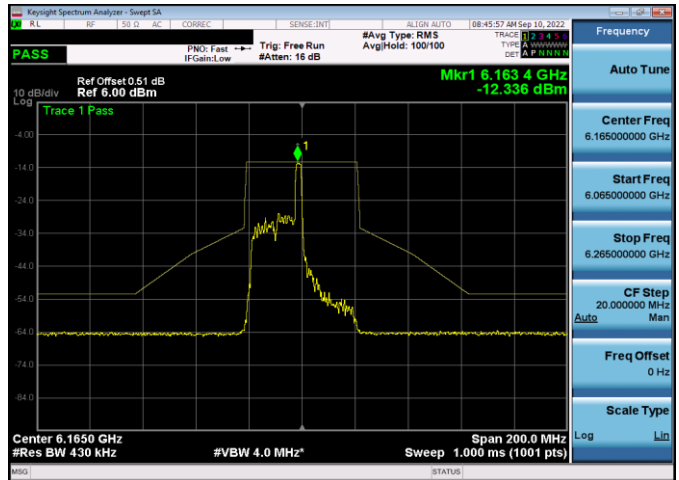 Keysight Spectrum Analyzer - Swept SA
RL RF 50 Ω AC CORREC SENSE:INT ALIGN AUTO 08:45:57 AM Sep 10, 2022
PASS
PNO: Fast
IFGain:Low
Trig: Free Run
#Atten: 16 dB
#Avg Type: RMS
Avg|Hold: 100/100
TRACE 1 2 3 4 5 6
TYPE A WWWWW
DET A P N N N N
Frequency
Ref Offset 0.51 dB
10 dB/div Ref 6.00 dBm
Mkr1 6.163 4 GHz
-12.336 dBm
Log
Trace 1 Pass
1
-4.00
-14.0
-24.0
-34.0
-44.0
-54.0
-64.0
-74.0
-84.0
Center 6.1650 GHz
#Res BW 430 kHz
#VBW 4.0 MHz*
Span 200.0 MHz
Sweep 1.000 ms (1001 pts)
Auto Tune
Center Freq
6.165000000 GHz
Start Freq
6.065000000 GHz
Stop Freq
6.265000000 GHz
CF Step
20.000000 MHz
Auto Man
Freq Offset
0 Hz
Scale Type
Log Lin
MSG STATUS